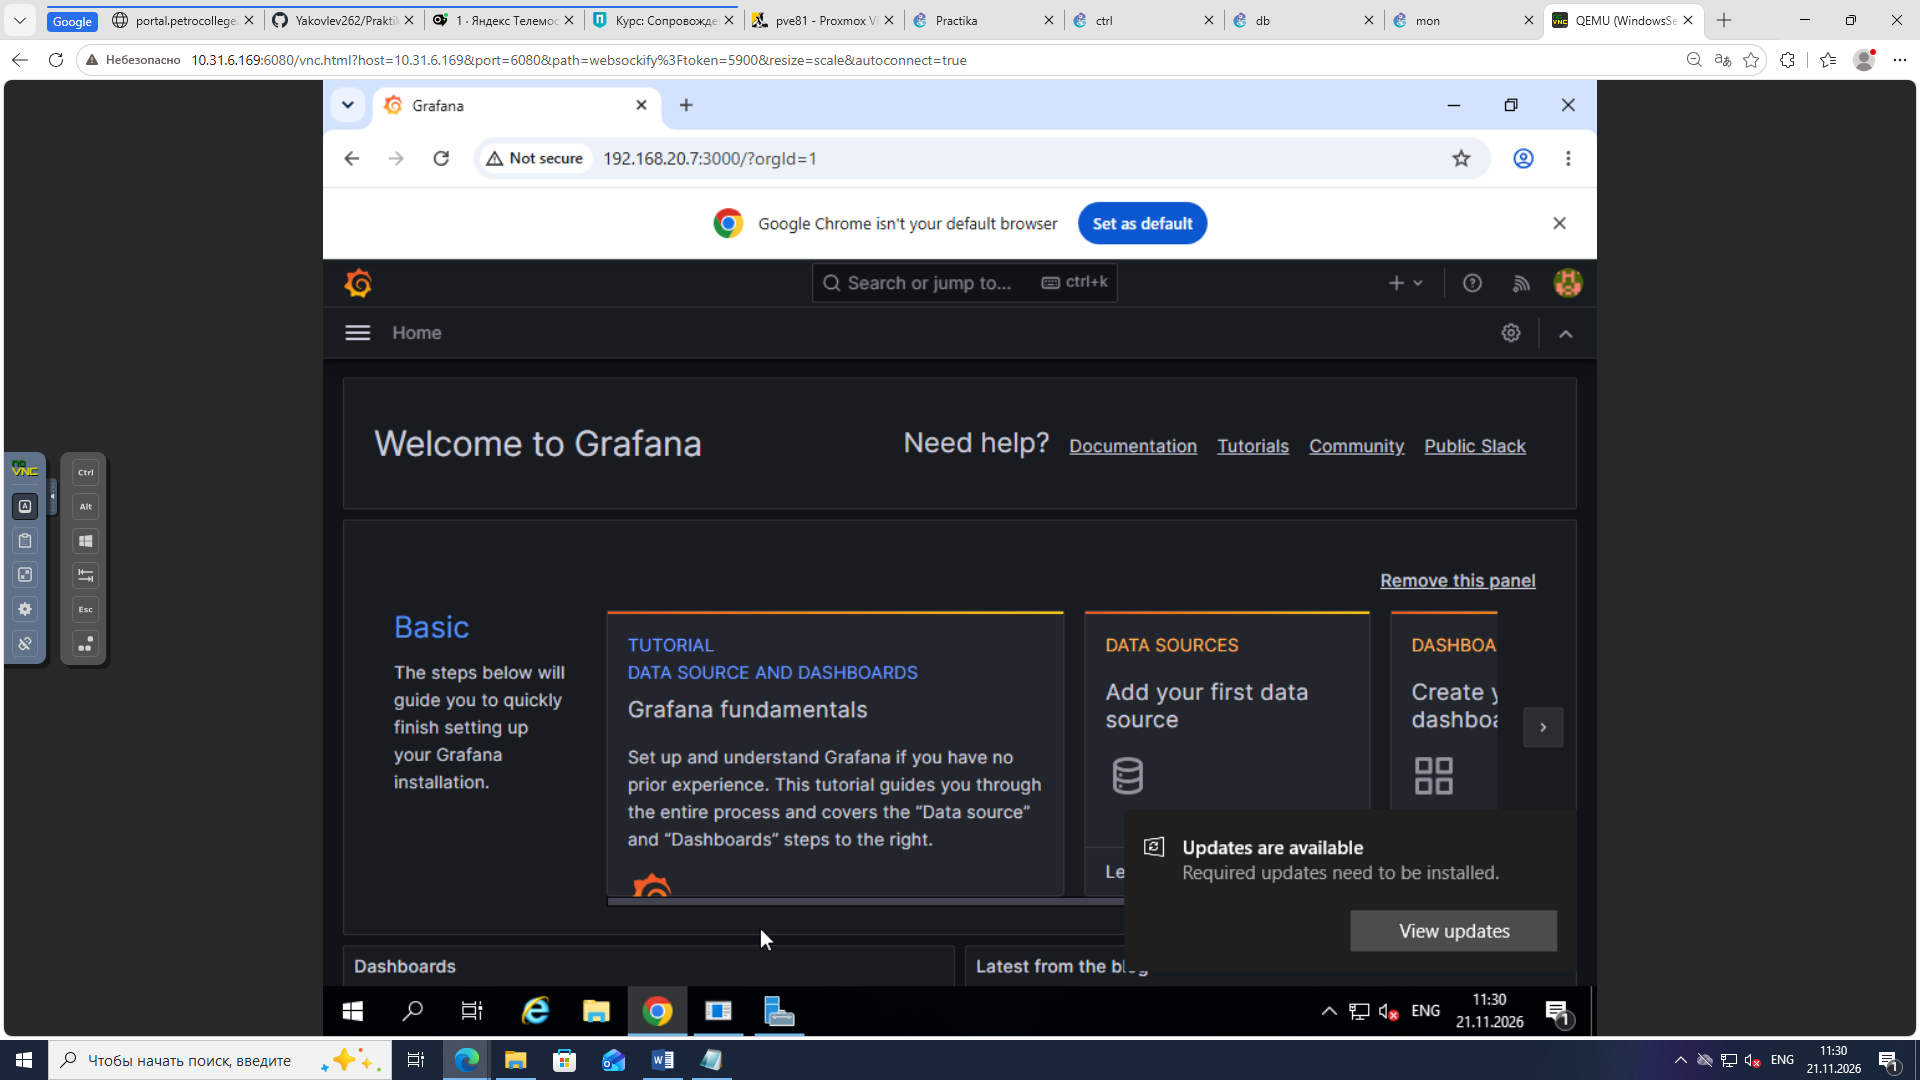 Google
portal.petrocollege.
Yakovlev262/Prakti
1 · Яндекс Телемос
Курс: Сопровожде
pve81 - Proxmox Vi
Practika
ctrl
db
mon
QEMU (WindowsSe
Небезопасно
10.31.6.169:6080/vnc.html?host=10.31.6.169&port=6080&path=websockify%3Ftoken=5900&resize=scale&autoconnect=true
Grafana
Not secure
192.168.20.7:3000/?orgId=1
Google Chrome isn't your default browser
Set as default
Search or jump to...
ctrl+k
Home
Welcome to Grafana
Need help?
Documentation
Tutorials
Community
Public Slack
Remove this panel
Basic
The steps below will
guide you to quickly
finish setting up
your Grafana
installation.
TUTORIAL
DATA SOURCE AND DASHBOARDS
Grafana fundamentals
Set up and understand Grafana if you have no
prior experience. This tutorial guides you through
the entire process and covers the “Data source”
and “Dashboards” steps to the right.
DATA SOURCES
Add your first data
source
Le
DASHBOA
Create y
dashboa
Updates are available
Required updates need to be installed.
View updates
Dashboards
Latest from the blog
noVNC
Ctrl
Alt
Esc
ENG
11:30
21.11.2026
1
Чтобы начать поиск, введите
ENG
11:30
21.11.2026
1